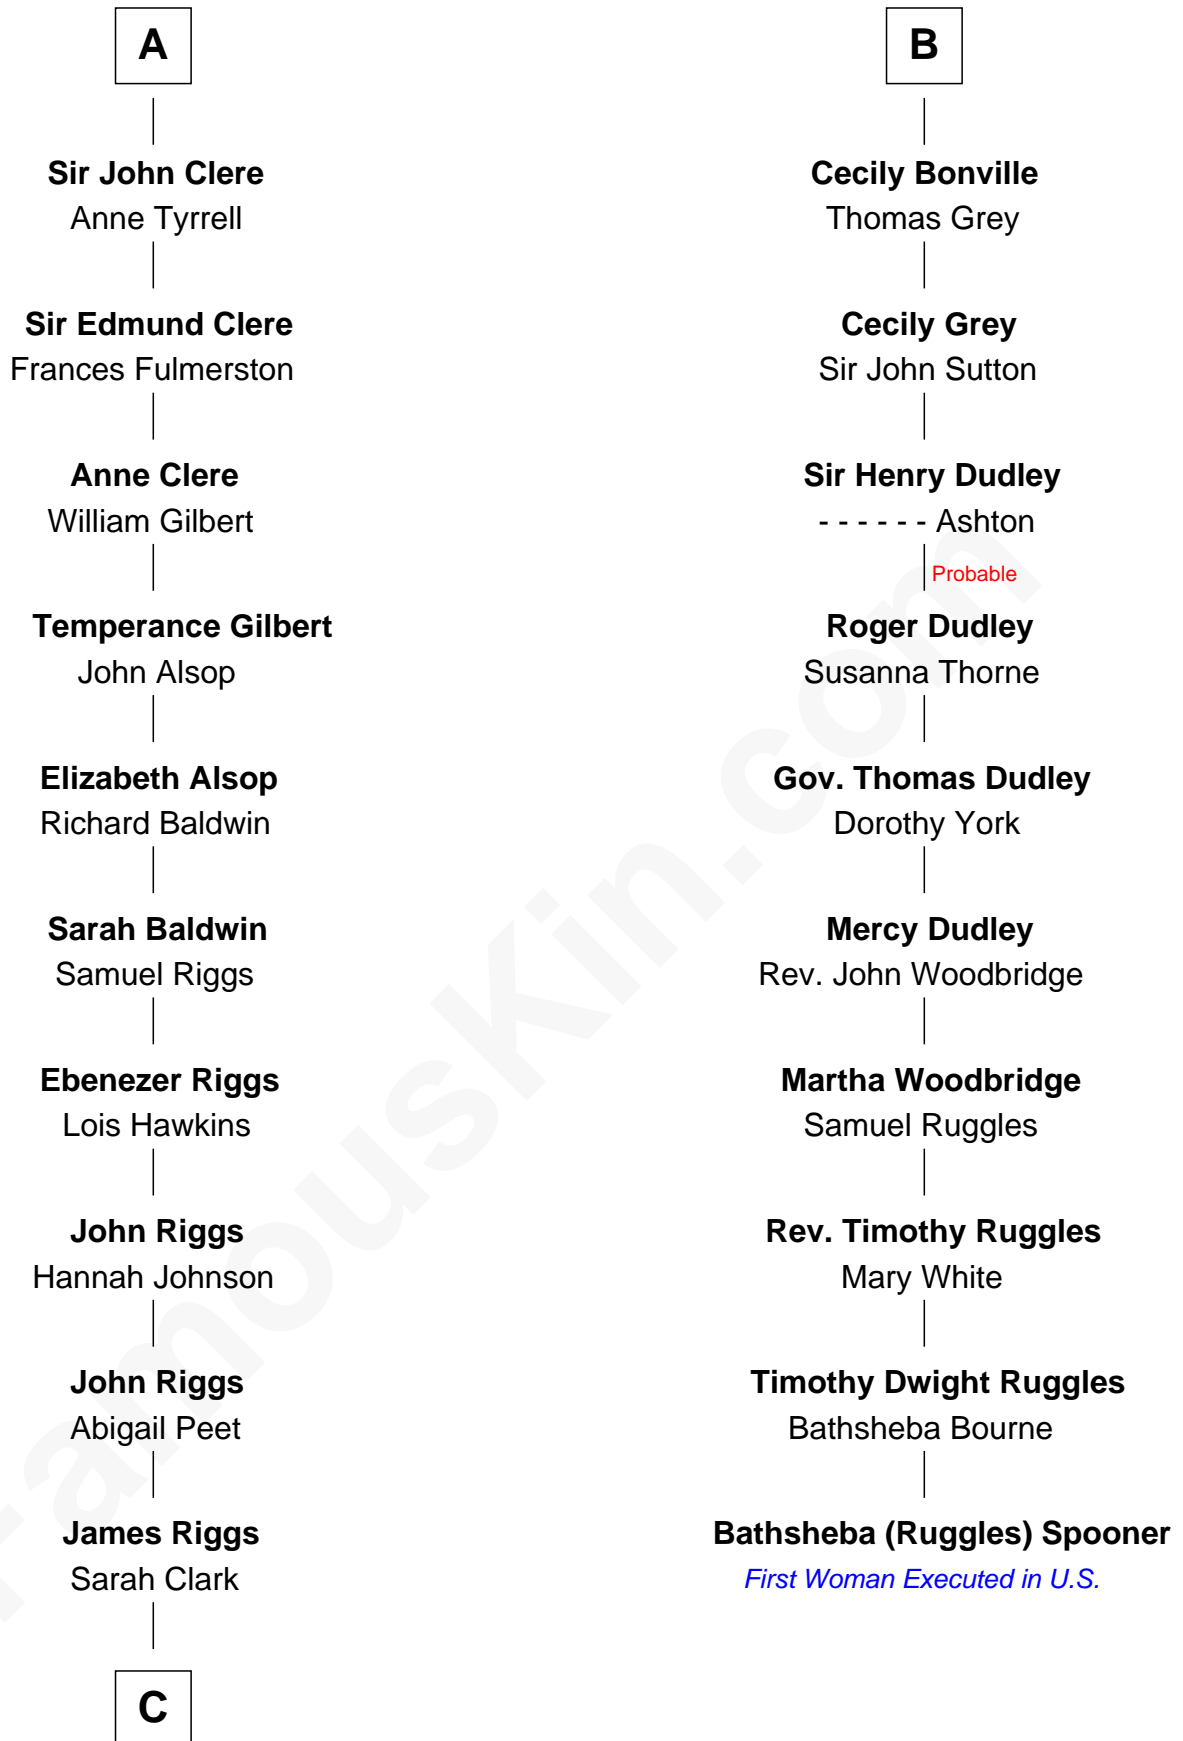 A
Sir John Clere
Anne Tyrrell
Sir Edmund Clere
Frances Fulmerston
Anne Clere
William Gilbert
Temperance Gilbert
John Alsop
Elizabeth Alsop
Richard Baldwin
Sarah Baldwin
Samuel Riggs
Ebenezer Riggs
Lois Hawkins
John Riggs
Hannah Johnson
John Riggs
Abigail Peet
James Riggs
Sarah Clark
C
B
Cecily Bonville
Thomas Grey
Cecily Grey
Sir John Sutton
Sir Henry Dudley
- - - - - - Ashton
Probable
Roger Dudley
Susanna Thorne
Gov. Thomas Dudley
Dorothy York
Mercy Dudley
Rev. John Woodbridge
Martha Woodbridge
Samuel Ruggles
Rev. Timothy Ruggles
Mary White
Timothy Dwight Ruggles
Bathsheba Bourne
Bathsheba (Ruggles) Spooner
First Woman Executed in U.S.
FamousKin.com